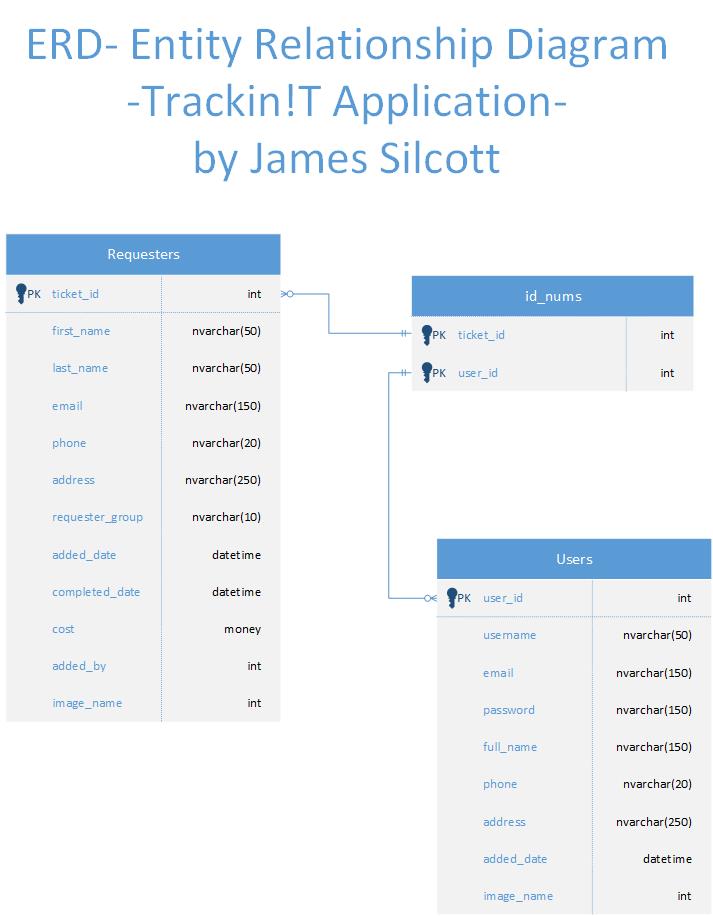 ERD- Entity Relationship Diagram
-Trackin!T Application-
by James Silcott
Requesters
PK ticket_id int
first_name nvarchar(50)
last_name nvarchar(50)
email nvarchar(150)
phone nvarchar(20)
address nvarchar(250)
requester_group nvarchar(10)
added_date datetime
completed_date datetime
cost money
added_by int
image_name int
id_nums
PK ticket_id int
PK user_id int
Users
PK user_id int
username nvarchar(50)
email nvarchar(150)
password nvarchar(150)
full_name nvarchar(150)
phone nvarchar(20)
address nvarchar(250)
added_date datetime
image_name int